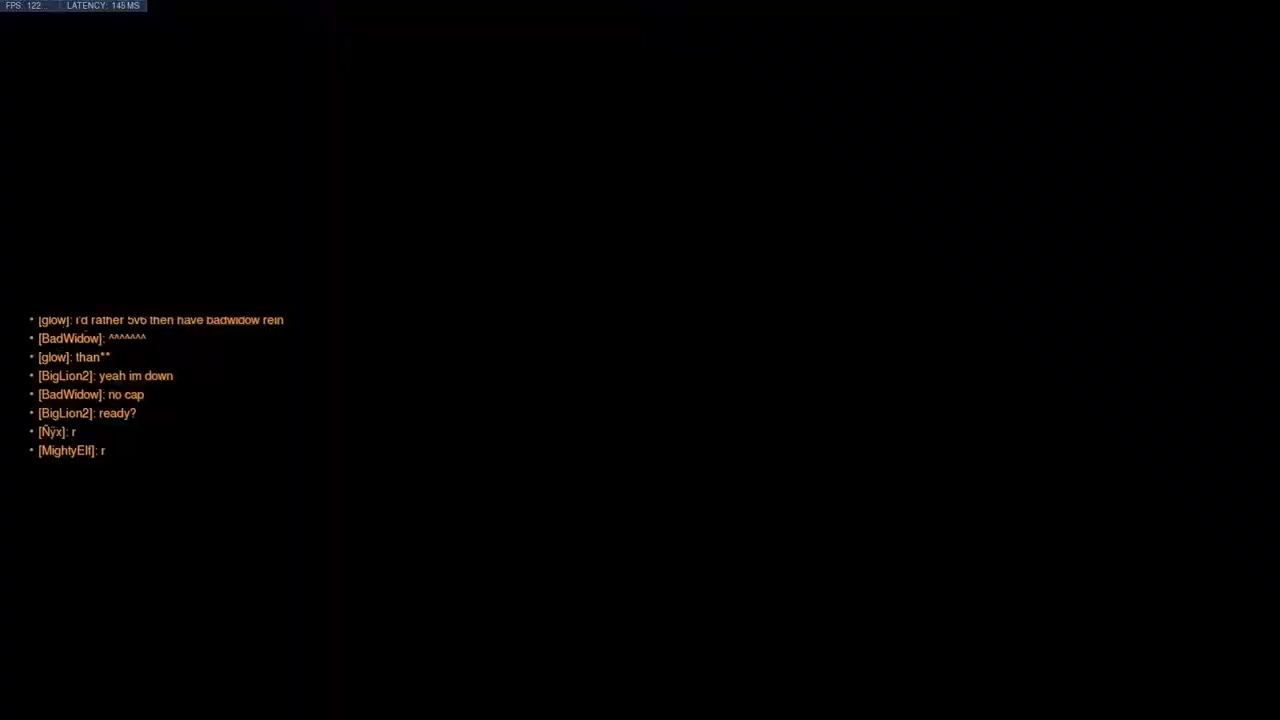 FPS: 122... LATENCY: 145 MS
• [glow]: i'd rather 5v6 then have badwidow rein
• [BadWidow]: ^^^^^^^
• [glow]: than**
• [BigLion2]: yeah im down
• [BadWidow]: no cap
• [BigLion2]: ready?
• [Ñÿx]: r
• [MightyElf]: r